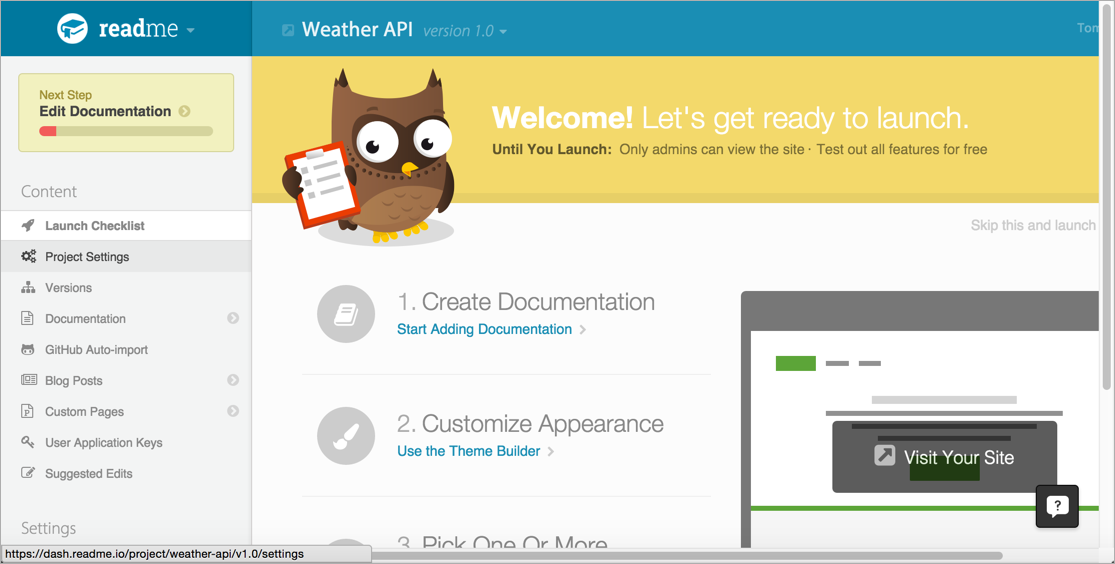 readme
Weather API version 1.0
Tom
Next Step
Edit Documentation
Welcome! Let's get ready to launch.
Until You Launch: Only admins can view the site · Test out all features for free
Skip this and launch
Content
Launch Checklist
Project Settings
Versions
Documentation
GitHub Auto-import
Blog Posts
Custom Pages
User Application Keys
Suggested Edits
Settings
1. Create Documentation
Start Adding Documentation
2. Customize Appearance
Use the Theme Builder
3. Pick One Or More
Visit Your Site
?
https://dash.readme.io/project/weather-api/v1.0/settings